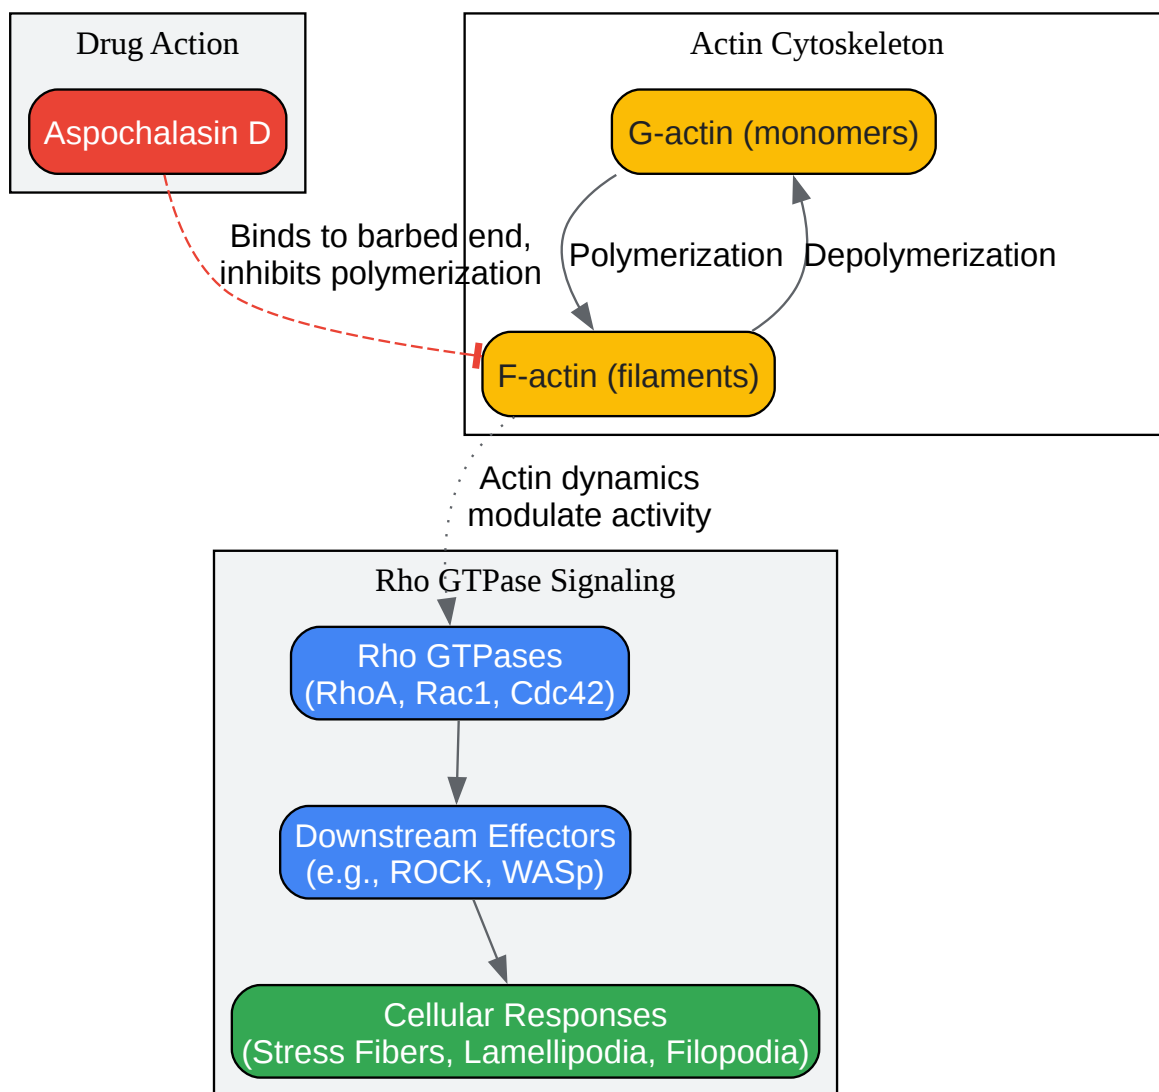 Drug Action
Aspochalasin D
Actin Cytoskeleton
G-actin (monomers)
Binds to barbed end,
inhibits polymerization
Polymerization
Depolymerization
F-actin (filaments)
Actin dynamics
modulate activity
Rho GTPase Signaling
Rho GTPases
(RhoA, Rac1, Cdc42)
Downstream Effectors
(e.g., ROCK, WASp)
Cellular Responses
(Stress Fibers, Lamellipodia, Filopodia)